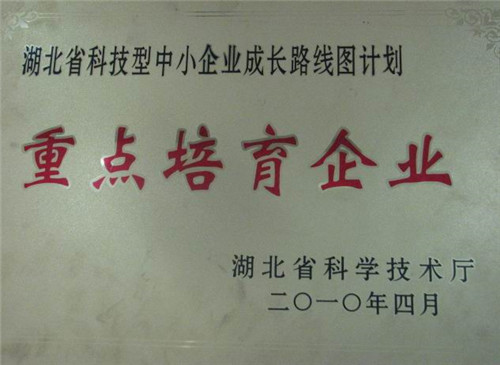 湖北省科技型中小企业成长路线图计划
重点培育企业
湖北省科学技术厅
二〇一〇年四月